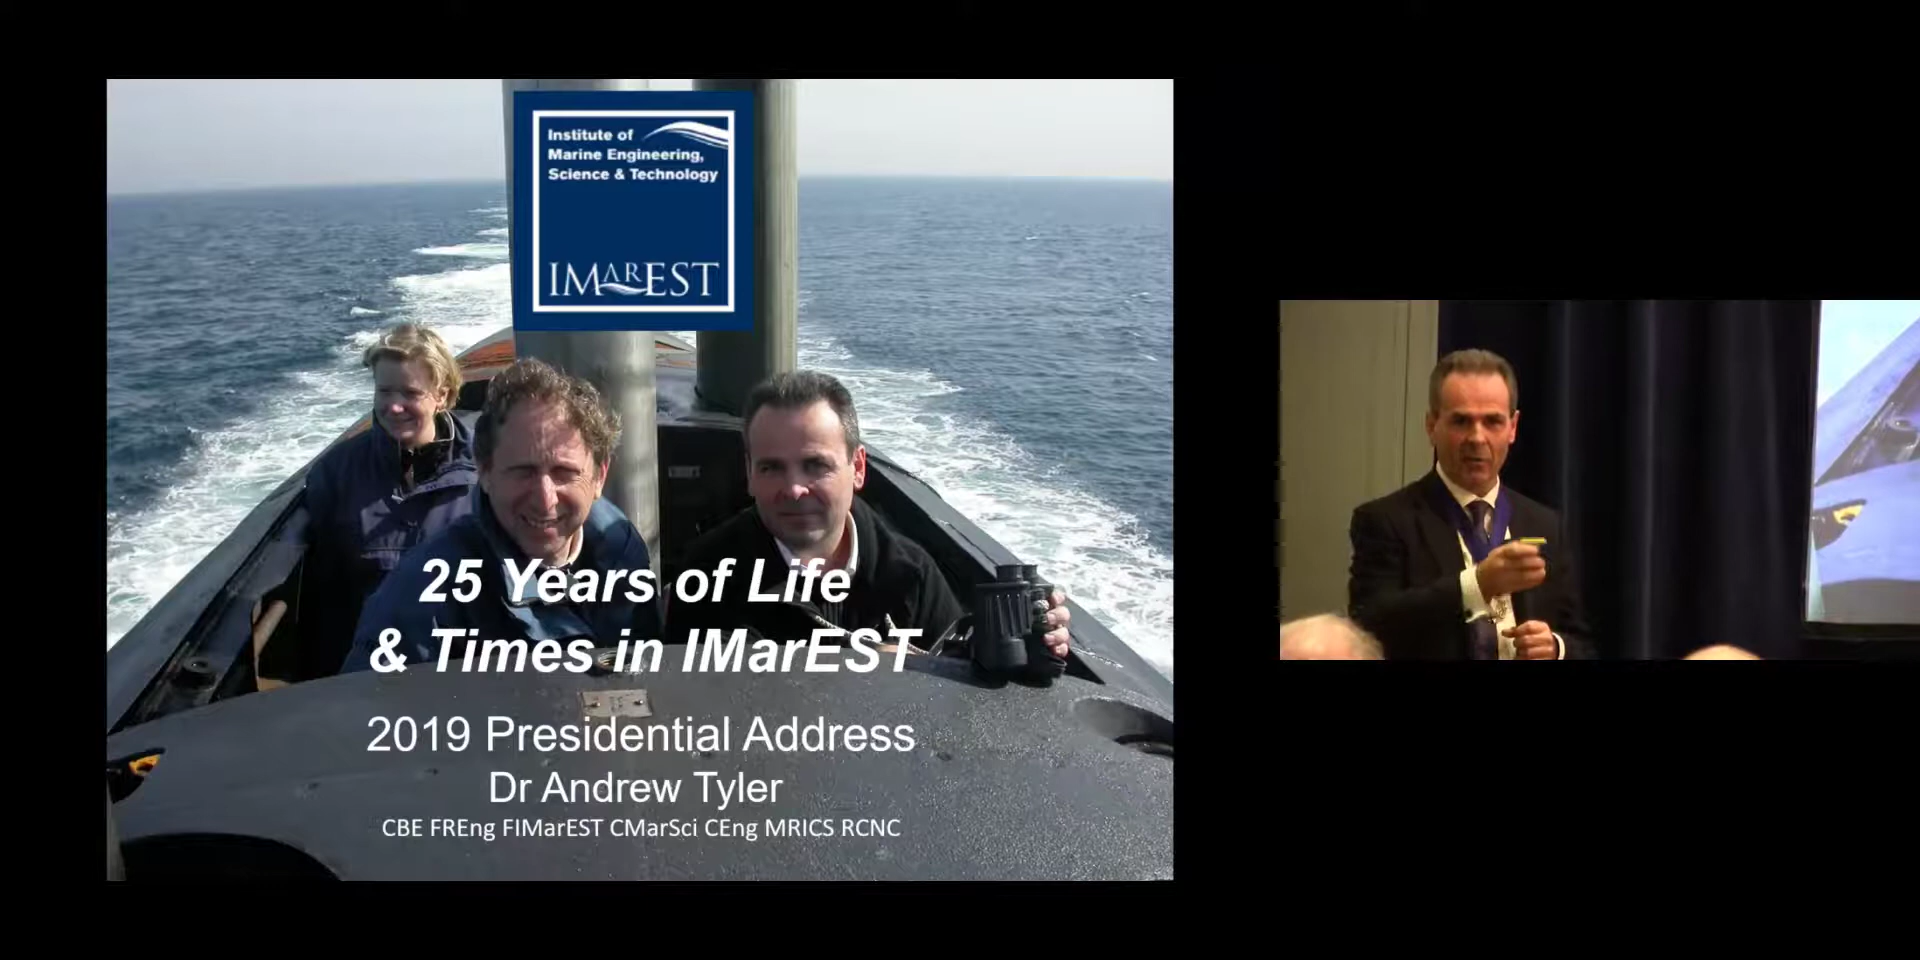 Institute of
Marine Engineering,
Science & Technology
IMarEST
25 Years of Life
& Times in IMarEST
2019 Presidential Address
Dr Andrew Tyler
CBE FREng FIMarEST CMarSci CEng MRICS RCNC